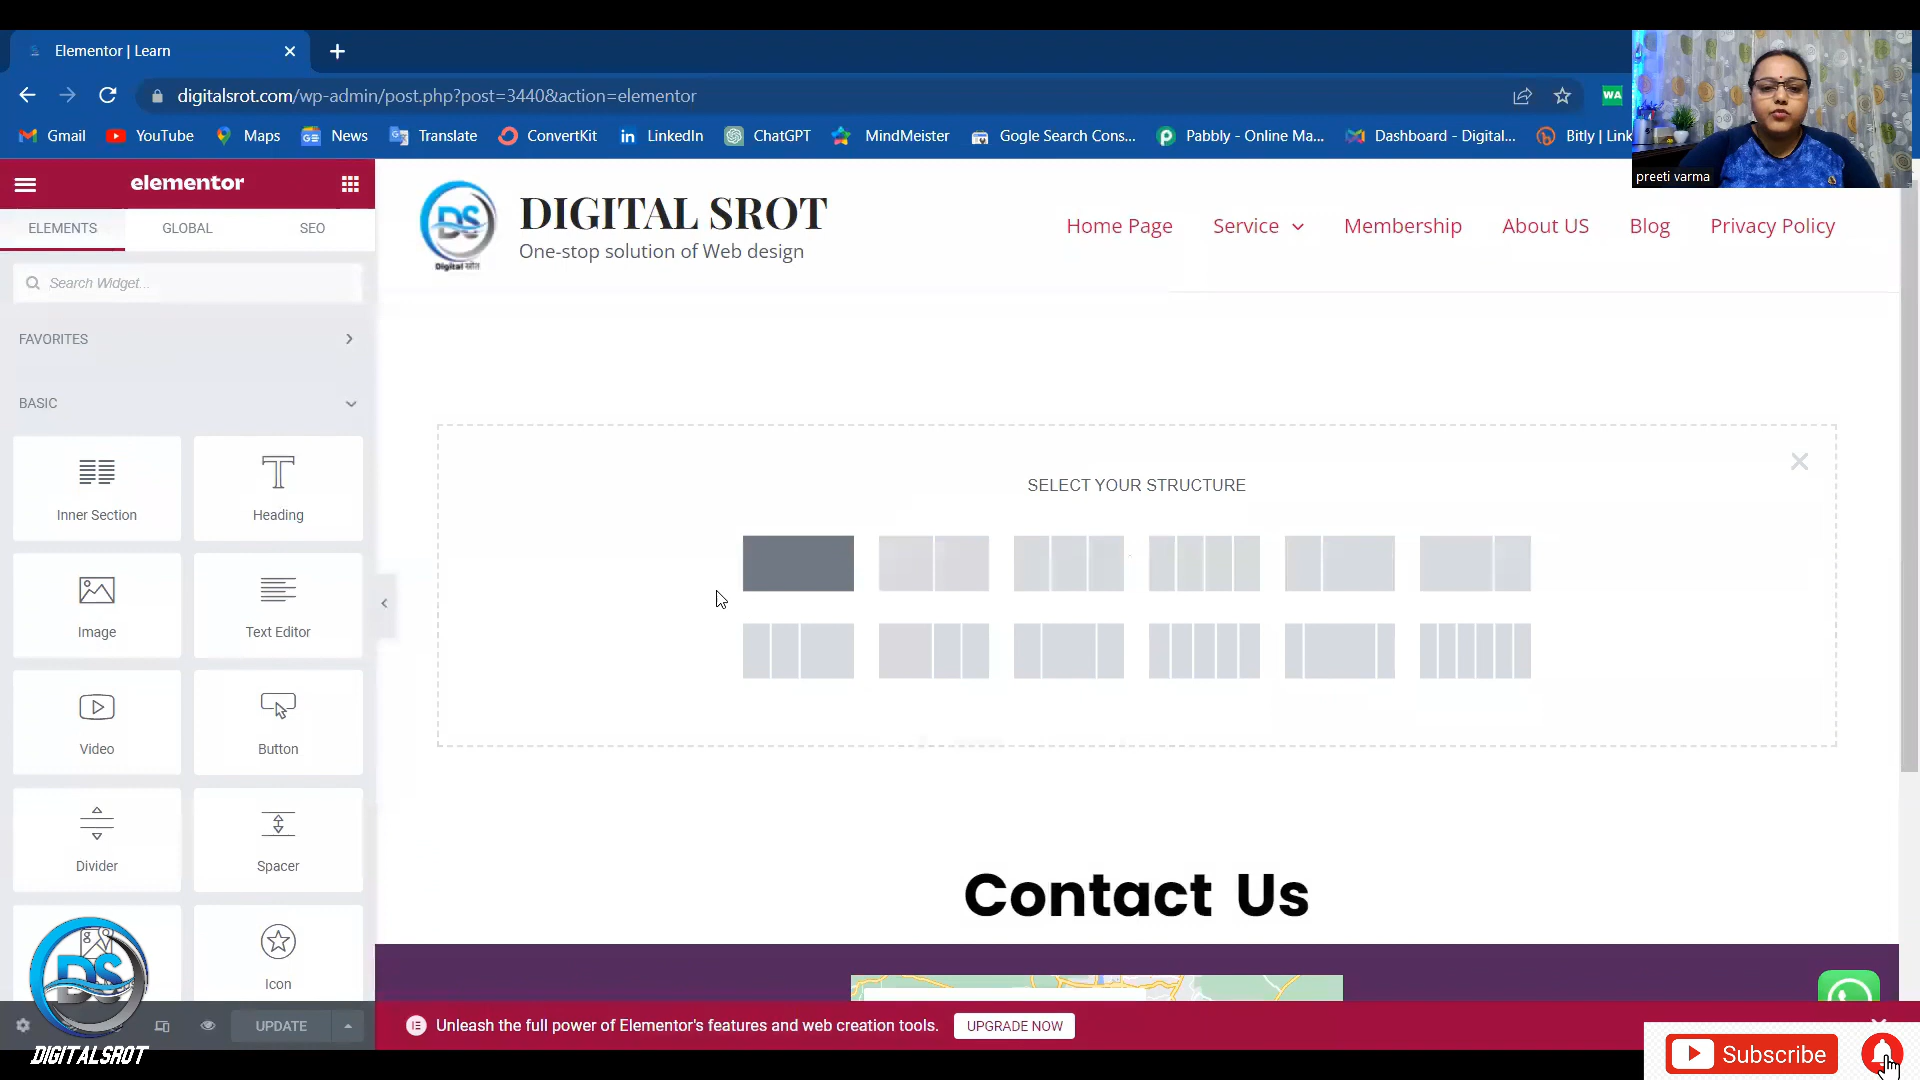 Elementor | Learn
digitalsrot.com/wp-admin/post.php?post=3440&action=elementor
WA
Gmail YouTube Maps News Translate ConvertKit LinkedIn ChatGPT MindMeister Gogle Search Cons... Pabbly - Online Ma... Dashboard - Digital... Bitly | Link
preeti varma
elementor
ELEMENTS GLOBAL SEO
Search Widget...
FAVORITES
BASIC
Inner Section
Heading
Image
Text Editor
Video
Button
Divider
Spacer
Icon
DS
DIGITALSROT
UPDATE
DS
Digital स्रोत
DIGITAL SROT
One-stop solution of Web design
Home Page Service Membership About US Blog Privacy Policy
SELECT YOUR STRUCTURE
Contact Us
Unleash the full power of Elementor's features and web creation tools. UPGRADE NOW
Subscribe